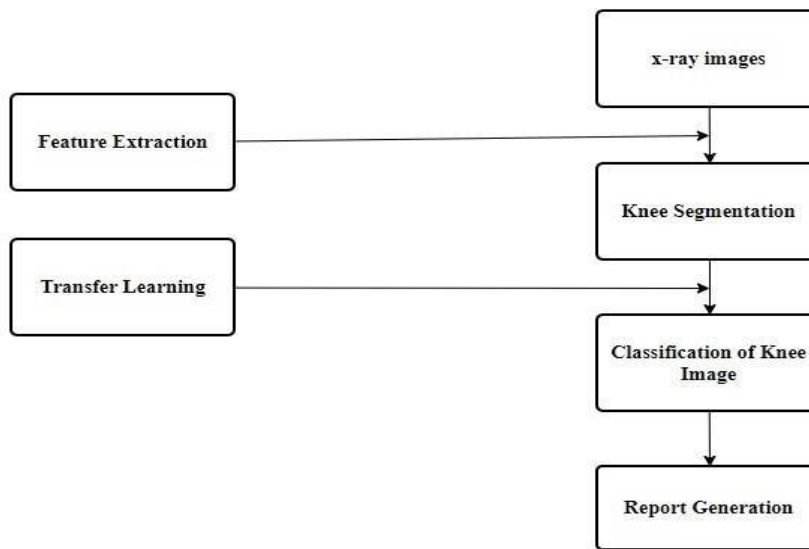 x-ray images
Feature Extraction
Knee Segmentation
Transfer Learning
Classification of Knee
Image
Report Generation